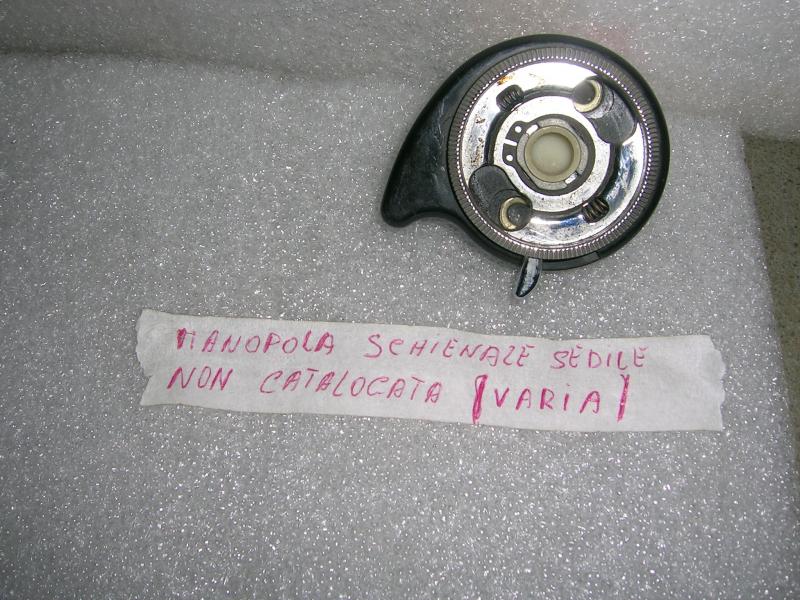 MANOPOLA SCHIENALE SEDILE
NON CATALOGATA (VARIA)